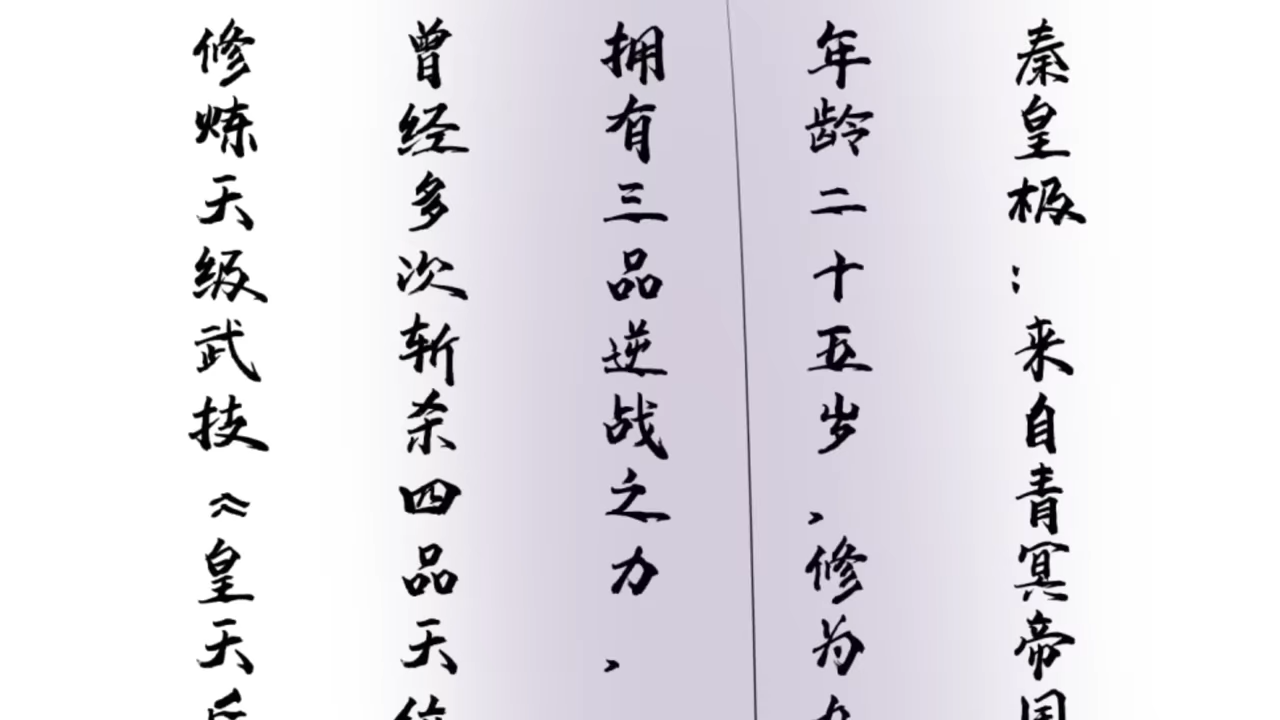 秦皇极：来自青冥帝国
年龄二十五岁、修为九
拥有三品逆战之力、
曾经多次斩杀四品天
修炼天级武技《皇天